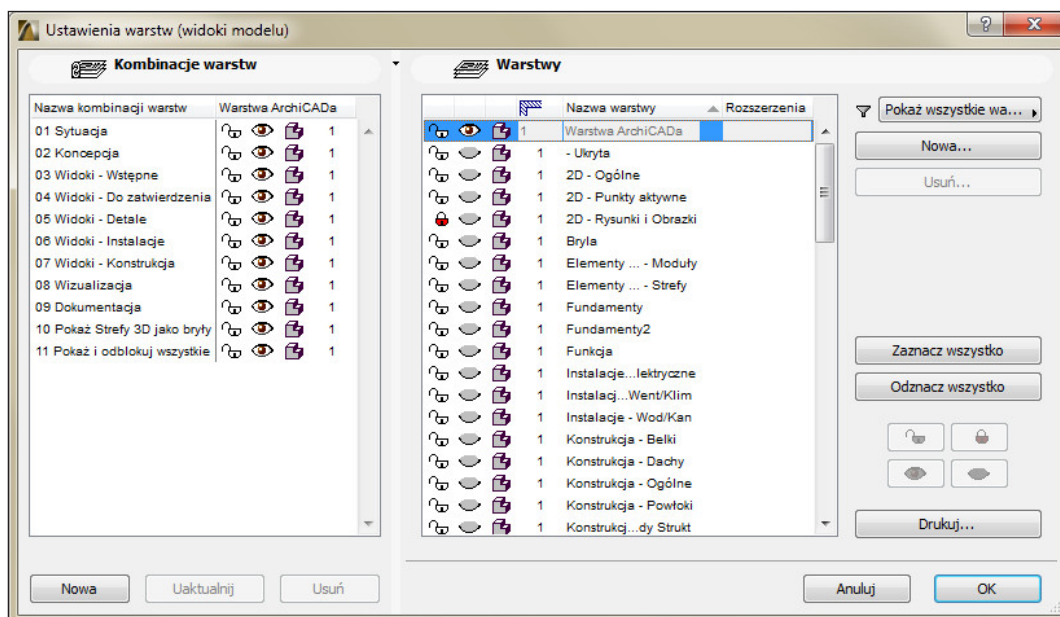 Ustawienia warstw (widoki modelu)
Kombinacje warstw
Nazwa kombinacji warstw Warstwa ArchiCADa
01 Sytuacja 1
02 Koncepcja 1
03 Widoki - Wstępne 1
04 Widoki - Do zatwierdzenia 1
05 Widoki - Detale 1
06 Widoki - Instalacje 1
07 Widoki - Konstrukcja 1
08 Wizualizacja 1
09 Dokumentacja 1
10 Pokaż Strefy 3D jako bryły 1
11 Pokaż i odblokuj wszystkie 1
Nowa Uaktualnij Usuń
Warstwy
Nazwa warstwy Rozszerzenia
1 Warstwa ArchiCADa
1 - Ukryta
1 2D - Ogólne
1 2D - Punkty aktywne
1 2D - Rysunki i Obrazki
1 Bryla
1 Elementy ... - Moduły
1 Elementy ... - Strefy
1 Fundamenty
1 Fundamenty2
1 Funkcja
1 Instalacje...lektryczne
1 Instalacj...Went/Klim
1 Instalacje - Wod/Kan
1 Konstrukcja - Belki
1 Konstrukcja - Dachy
1 Konstrukcja - Ogólne
1 Konstrukcja - Powłoki
1 Konstrukcj...dy Strukt
Pokaż wszystkie wa...
Nowa...
Usuń...
Zaznacz wszystko
Odznacz wszystko
Drukuj...
Anuluj OK